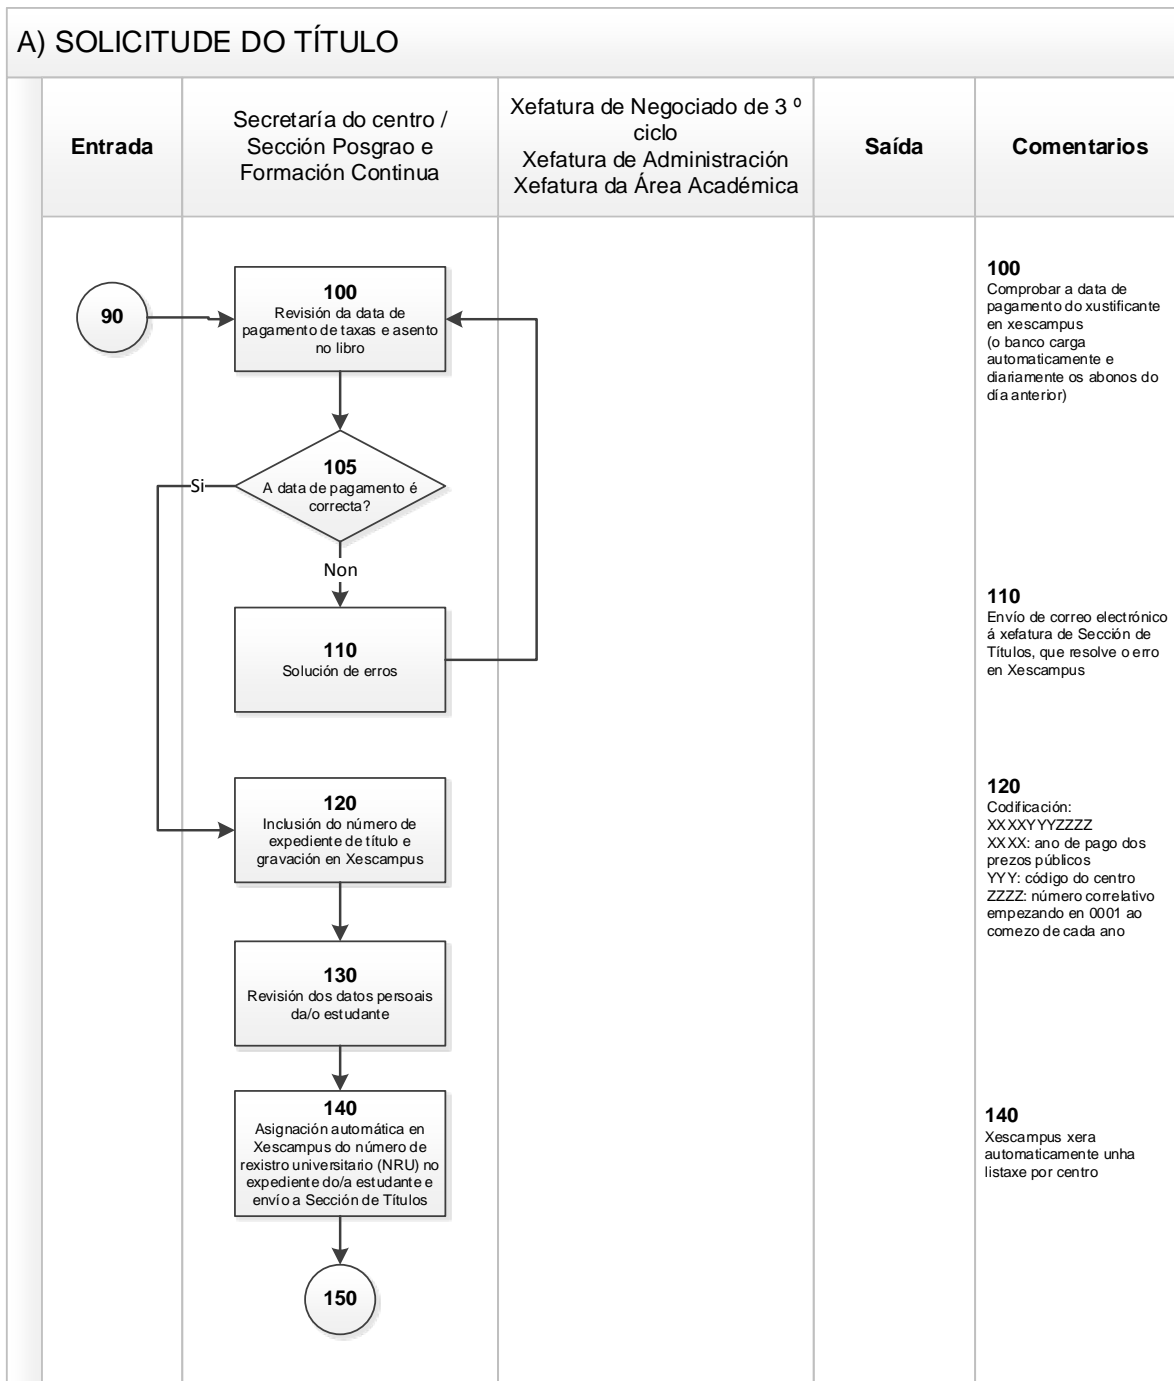 A) SOLICITUDE DO TÍTULO
Entrada
Secretaría do centro /
Sección Posgrao e
Formación Continua
Xefatura de Negociado de 3 º
ciclo
Xefatura de Administración
Xefatura da Área Académica
Saída
Comentarios
90
100
Revisión da data de
pagamento de taxas e asento
no libro
100
Comprobar a data de
pagamento do xustificante
en xescampus
(o banco carga
automaticamente e
diariamente os abonos do
día anterior)
105
A data de pagamento é
correcta?
Si
Non
110
Solución de erros
110
Envío de correo electrónico
á xefatura de Sección de
Títulos, que resolve o erro
en Xescampus
120
Inclusión do número de
expediente de título e
gravación en Xescampus
120
Codificación:
XXXXYYYZZZZ
XXXX: ano de pago dos
prezos públicos
YYY: código do centro
ZZZZ: número correlativo
empezando en 0001 ao
comezo de cada ano
130
Revisión dos datos persoais
da/o estudante
140
Asignación automática en
Xescampus do número de
rexistro universitario (NRU) no
expediente do/a estudante e
envío a Sección de Títulos
140
Xescampus xera
automaticamente unha
listaxe por centro
150